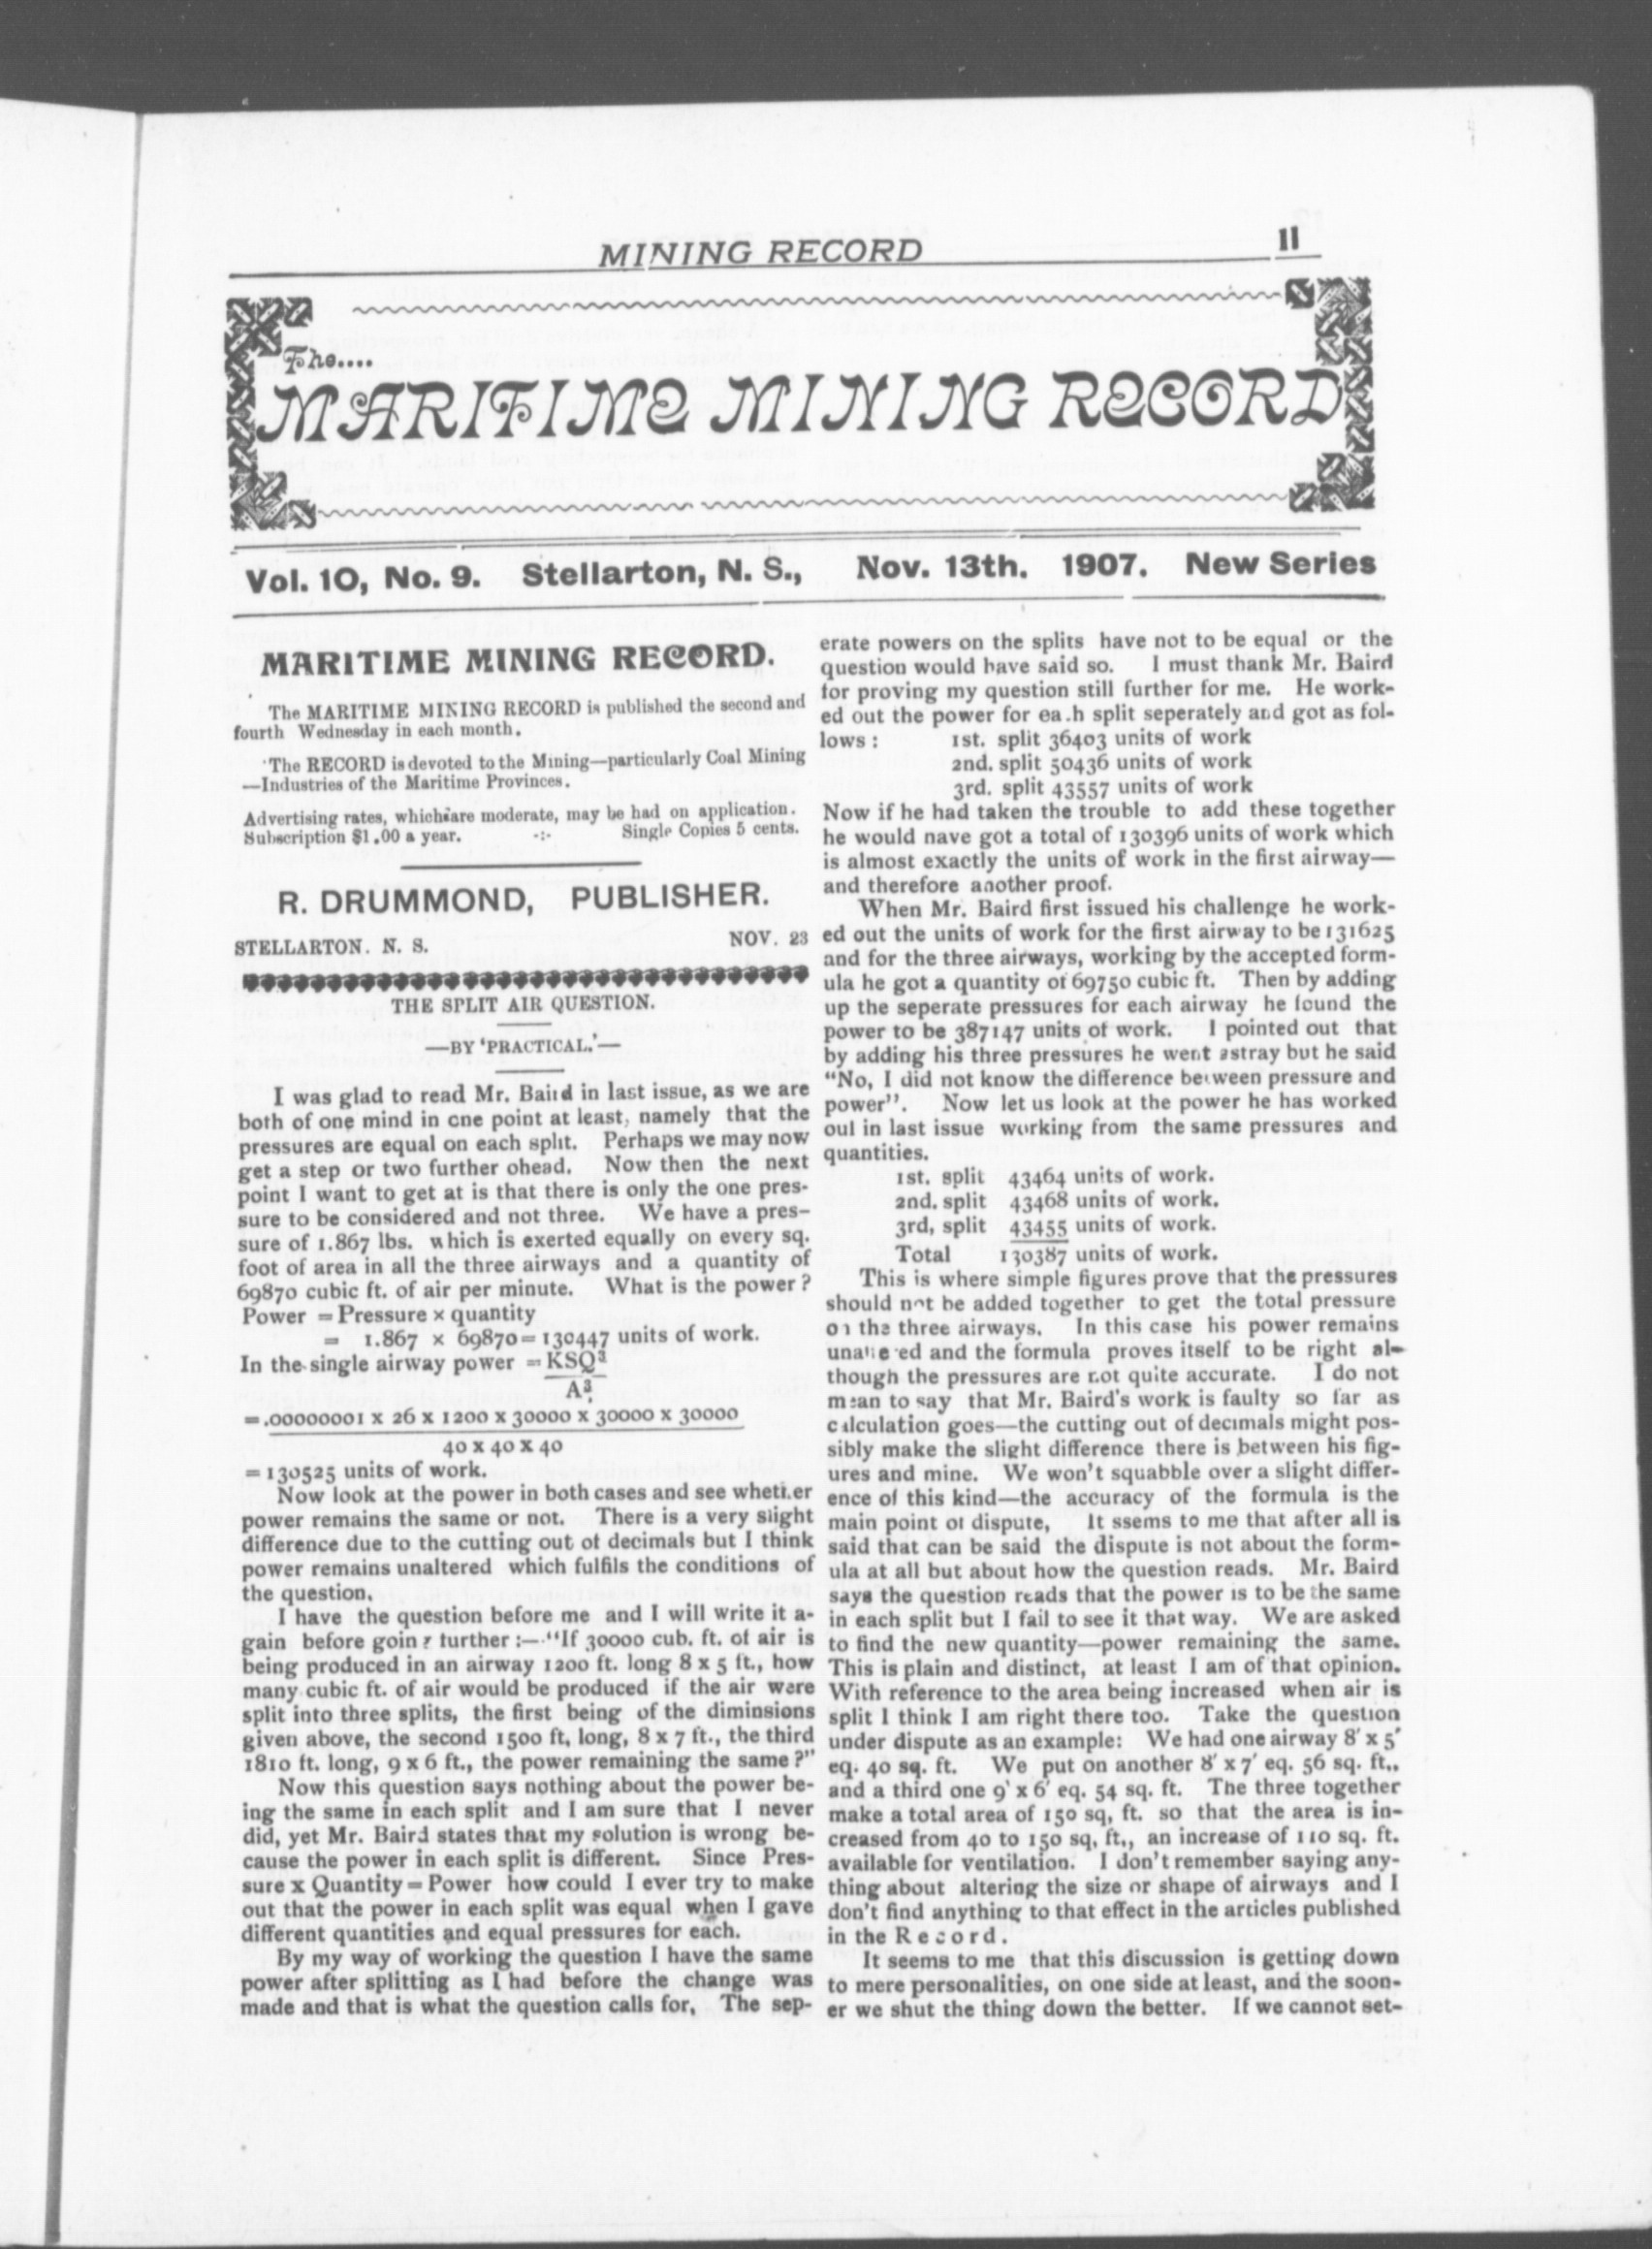 MINING RECORD 11
The....
MARITIME MINING RECORD
Vol. 10, No. 9. Stellarton, N. S., Nov. 13th. 1907. New Series
MARITIME MINING RECORD.
The MARITIME MINING RECORD is published the second and
fourth Wednesday in each month.
The RECORD is devoted to the Mining—particularly Coal Mining
—Industries of the Maritime Provinces.
Advertising rates, which are moderate, may be had on application.
Subscription $1.00 a year. -:- Single Copies 5 cents.
R. DRUMMOND, PUBLISHER.
STELLARTON. N. S. NOV. 23
THE SPLIT AIR QUESTION.
—BY 'PRACTICAL.'—
I was glad to read Mr. Baird in last issue, as we are
both of one mind in one point at least, namely that the
pressures are equal on each split. Perhaps we may now
get a step or two further ohead. Now then the next
point I want to get at is that there is only the one pres-
sure to be considered and not three. We have a pres-
sure of 1.867 lbs. which is exerted equally on every sq.
foot of area in all the three airways and a quantity of
69870 cubic ft. of air per minute. What is the power?
Power = Pressure x quantity
= 1.867 x 69870=130447 units of work.
In the single airway power = KSQ³
A³.
= .00000001 x 26 x 1200 x 30000 x 30000 x 30000
40 x 40 x 40
= 130525 units of work.
Now look at the power in both cases and see whether
power remains the same or not. There is a very slight
difference due to the cutting out of decimals but I think
power remains unaltered which fulfils the conditions of
the question.
I have the question before me and I will write it a-
gain before going further :—"If 30000 cub. ft. of air is
being produced in an airway 1200 ft. long 8 x 5 ft., how
many cubic ft. of air would be produced if the air were
split into three splits, the first being of the diminsions
given above, the second 1500 ft, long, 8 x 7 ft., the third
1810 ft. long, 9 x 6 ft., the power remaining the same?"
Now this question says nothing about the power be-
ing the same in each split and I am sure that I never
did, yet Mr. Baird states that my solution is wrong be-
cause the power in each split is different. Since Pres-
sure x Quantity = Power how could I ever try to make
out that the power in each split was equal when I gave
different quantities and equal pressures for each.
By my way of working the question I have the same
power after splitting as I had before the change was
made and that is what the question calls for, The sep-
erate powers on the splits have not to be equal or the
question would have said so. I must thank Mr. Baird
for proving my question still further for me. He work-
ed out the power for ea.h split seperately and got as fol-
lows : 1st. split 36403 units of work
2nd. split 50436 units of work
3rd. split 43557 units of work
Now if he had taken the trouble to add these together
he would nave got a total of 130396 units of work which
is almost exactly the units of work in the first airway—
and therefore another proof.
When Mr. Baird first issued his challenge he work-
ed out the units of work for the first airway to be 131625
and for the three airways, working by the accepted form-
ula he got a quantity of 69750 cubic ft. Then by adding
up the seperate pressures for each airway he found the
power to be 387147 units of work. I pointed out that
by adding his three pressures he went astray but he said
"No, I did not know the difference between pressure and
power". Now let us look at the power he has worked
oul in last issue working from the same pressures and
quantities.
1st. split 43464 units of work.
2nd. split 43468 units of work.
3rd, split 43455 units of work.
Total 130387 units of work.
This is where simple figures prove that the pressures
should not be added together to get the total pressure
on the three airways. In this case his power remains
unaltered and the formula proves itself to be right al-
though the pressures are not quite accurate. I do not
mean to say that Mr. Baird's work is faulty so far as
calculation goes—the cutting out of decimals might pos-
sibly make the slight difference there is between his fig-
ures and mine. We won't squabble over a slight differ-
ence of this kind—the accuracy of the formula is the
main point of dispute, It ssems to me that after all is
said that can be said the dispute is not about the form-
ula at all but about how the question reads. Mr. Baird
says the question reads that the power is to be the same
in each split but I fail to see it that way. We are asked
to find the new quantity—power remaining the same.
This is plain and distinct, at least I am of that opinion.
With reference to the area being increased when air is
split I think I am right there too. Take the question
under dispute as an example: We had one airway 8' x 5'
eq. 40 sq. ft. We put on another 8' x 7' eq. 56 sq. ft.,
and a third one 9' x 6' eq. 54 sq. ft. The three together
make a total area of 150 sq, ft. so that the area is in-
creased from 40 to 150 sq, ft., an increase of 110 sq. ft.
available for ventilation. I don't remember saying any-
thing about altering the size or shape of airways and I
don't find anything to that effect in the articles published
in the Record.
It seems to me that this discussion is getting down
to mere personalities, on one side at least, and the soon-
er we shut the thing down the better. If we cannot set-